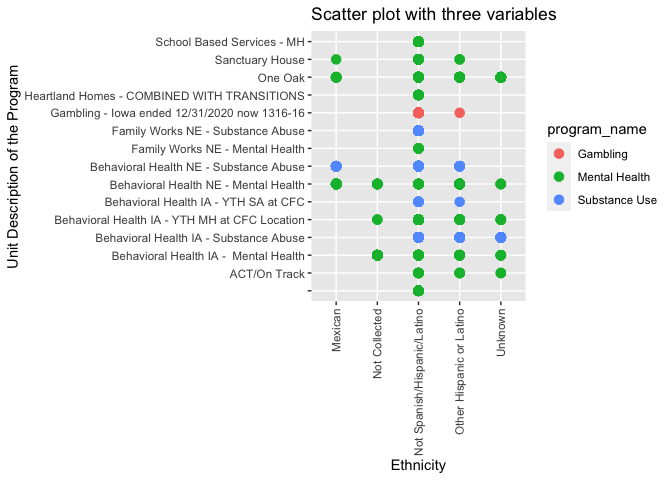 Scatter plot with three variables
Unit Description of the Program
School Based Services - MH
Sanctuary House
One Oak
Heartland Homes - COMBINED WITH TRANSITIONS
Gambling - Iowa ended 12/31/2020 now 1316-16
Family Works NE - Substance Abuse
Family Works NE - Mental Health
Behavioral Health NE - Substance Abuse
Behavioral Health NE - Mental Health
Behavioral Health IA - YTH SA at CFC
Behavioral Health IA - YTH MH at CFC Location
Behavioral Health IA - Substance Abuse
Behavioral Health IA -  Mental Health
ACT/On Track
Mexican
Not Collected
Not Spanish/Hispanic/Latino
Other Hispanic or Latino
Unknown
Ethnicity
program_name
Gambling
Mental Health
Substance Use